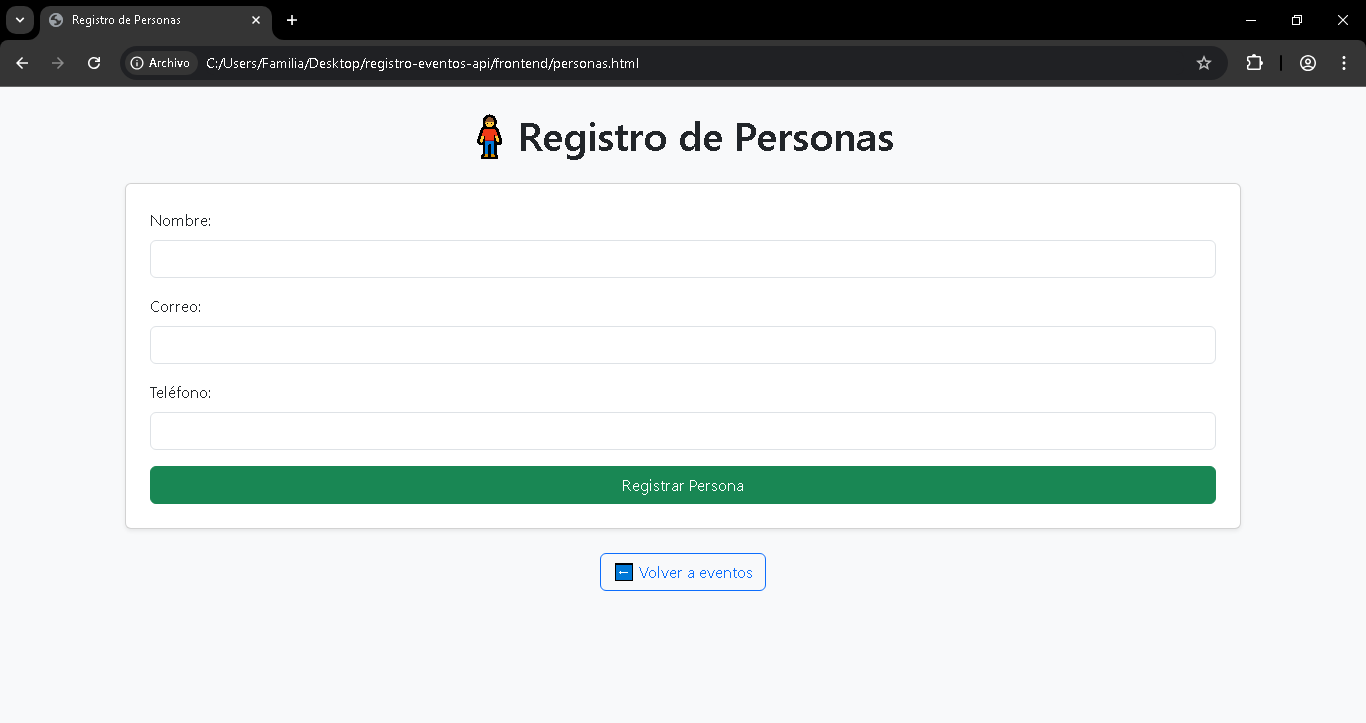 Registro de Personas
Archivo C:/Users/Familia/Desktop/registro-eventos-api/frontend/personas.html
Registro de Personas
Nombre:
Correo:
Teléfono:
Registrar Persona
Volver a eventos